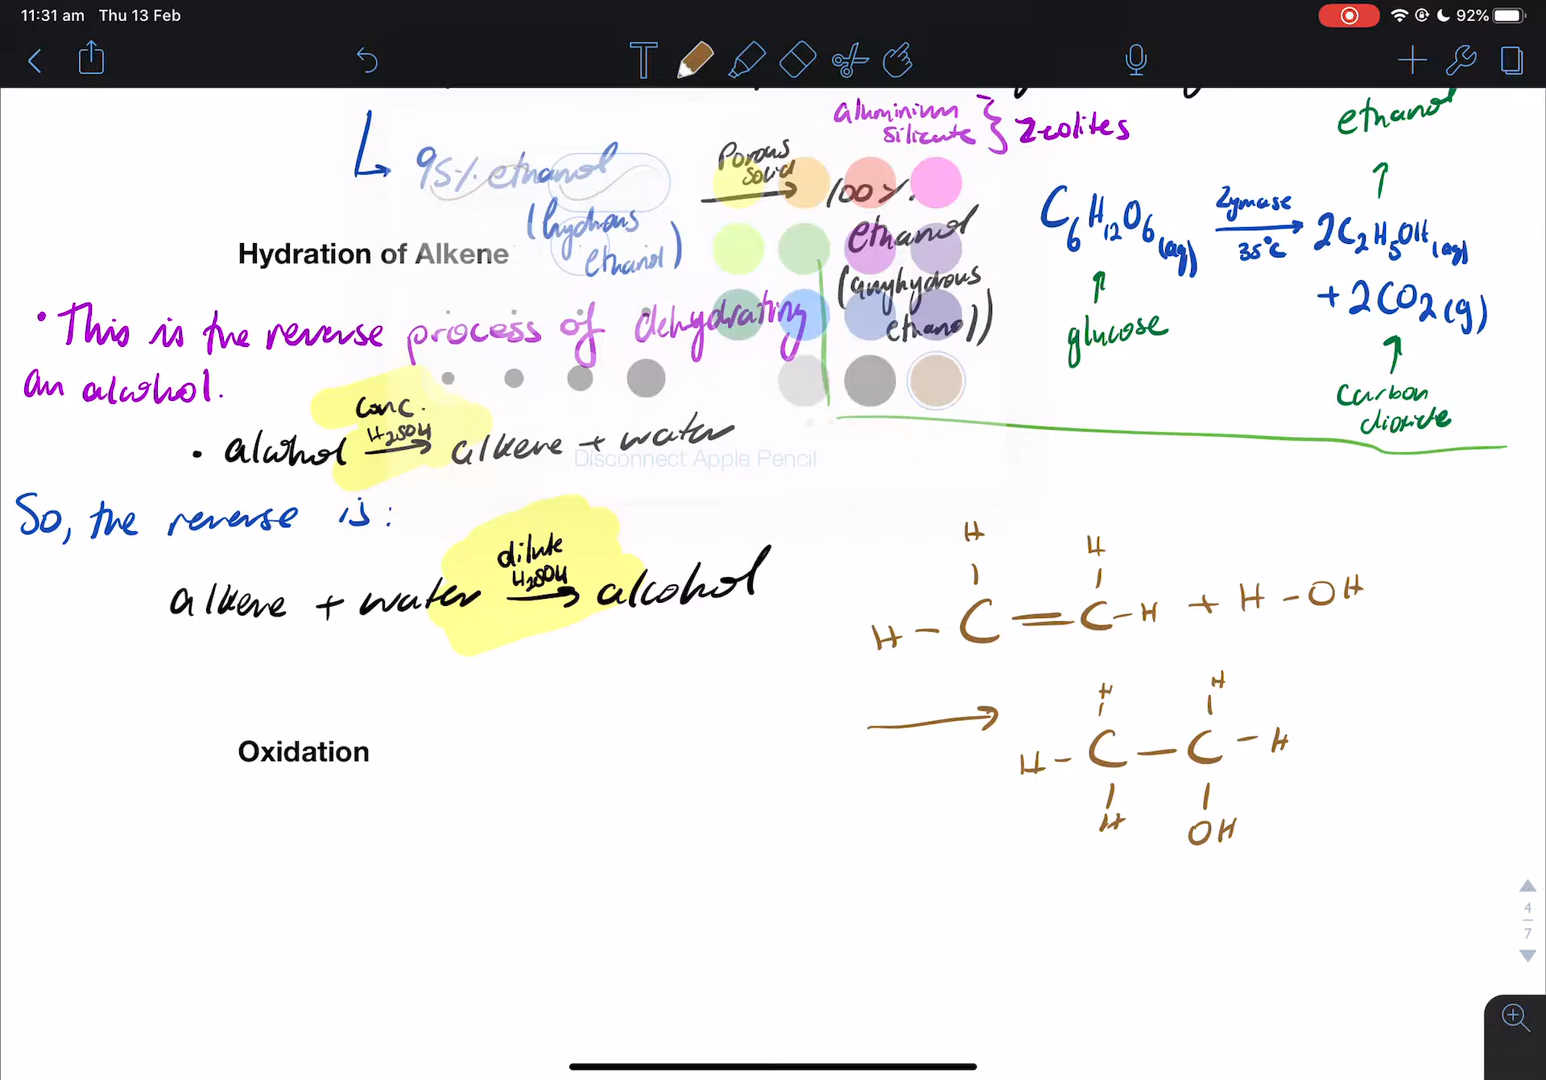 11:31 am Thu 13 Feb
92%
aluminium
silicate } zeolites
ethanol
95% ethanol
(hydrous
ethanol)
Porous
solid
100%.
ethanol
(anyhydrous
ethanol))
C6H12O6(aq) Zymase 35°C 2C2H5OH(aq)
+ 2CO2(g)
glucose
Carbon
dioxide
Hydration of Alkene
• This is the reverse process of dehydrating
an alcohol.
• alcohol conc. H2SO4 alkene + water
Disconnect Apple Pencil
So, the reverse is:
alkene + water dilute H2SO4 alcohol
H H
H - C = C - H + H - OH
H H
H - C - C - H
H OH
Oxidation
4
7